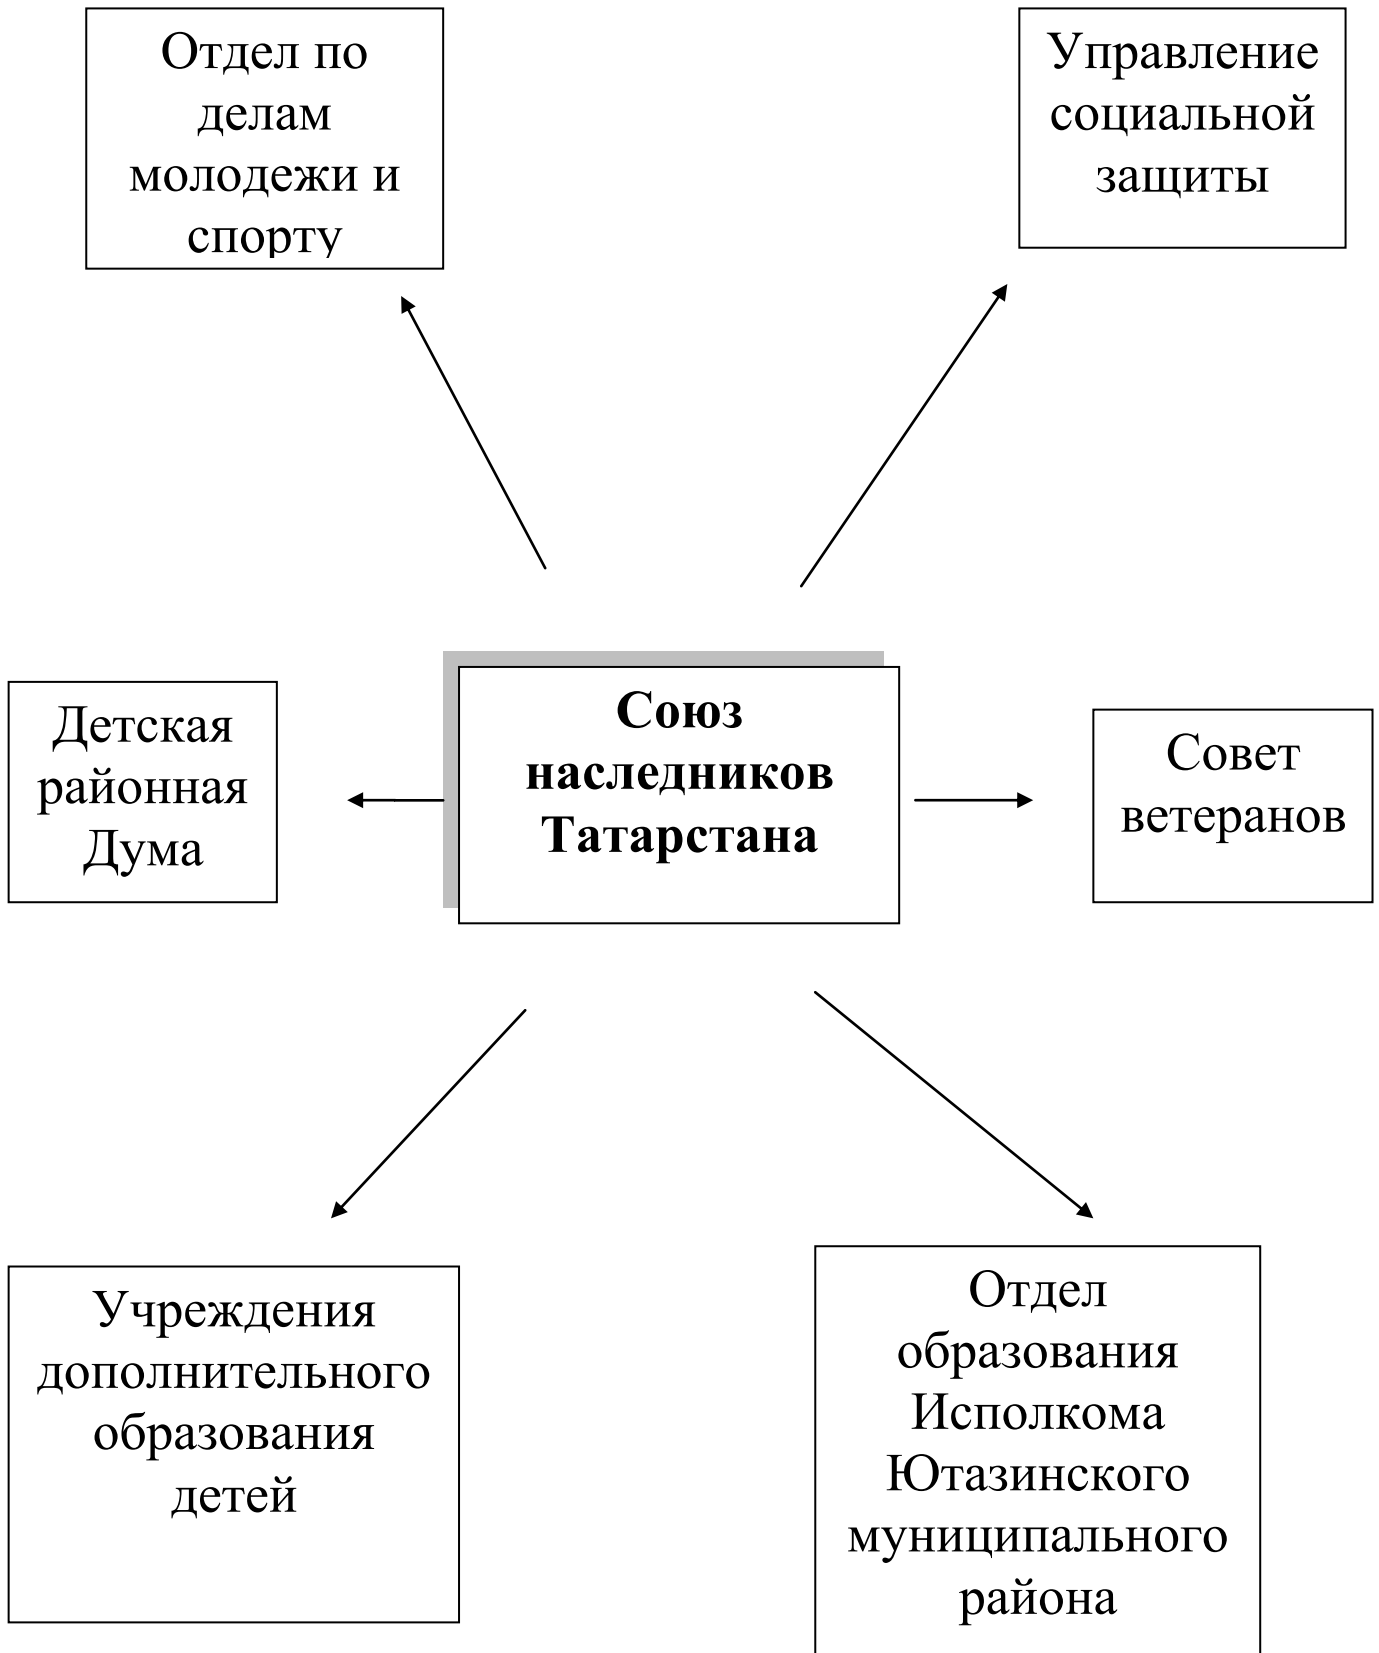 Отдел по
делам
молодежи и
спорту
Управление
социальной
защиты
Детская
районная
Дума
Союз
наследников
Татарстана
Совет
ветеранов
Учреждения
дополнительного
образования
детей
Отдел
образования
Исполкома
Ютазинского
муниципального
района